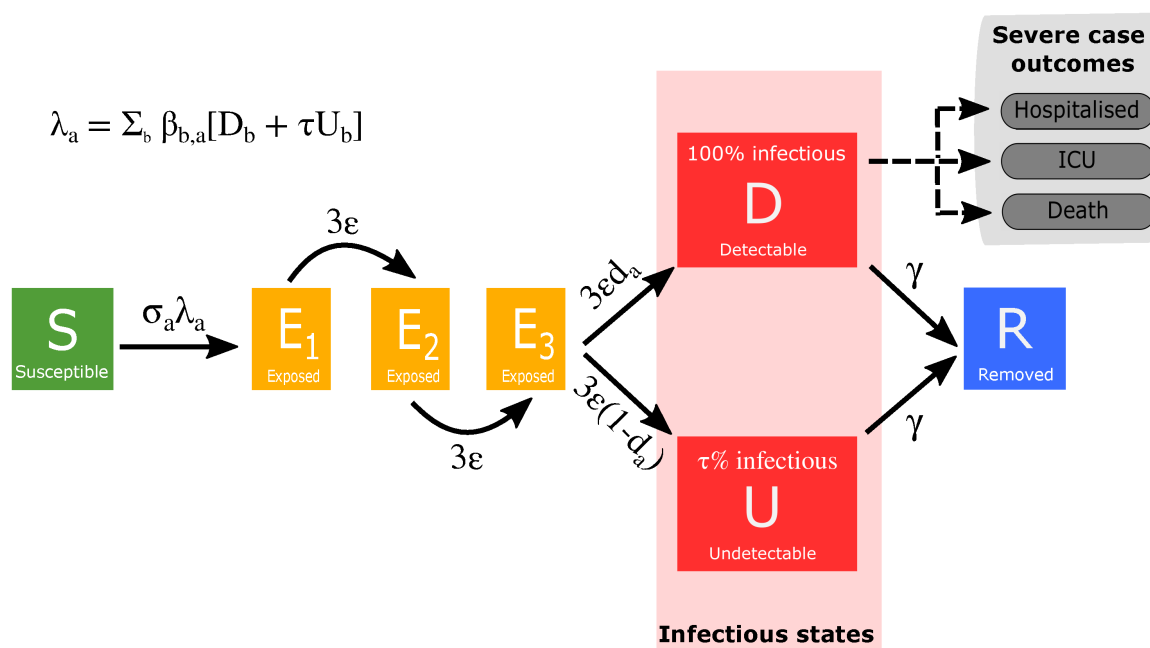 λa = Σb βb,a[Db + τUb]
Severe case
outcomes
Hospitalised
ICU
Death
100% infectious
D
Detectable
3ε
S
Susceptible
σaλa
E1
Exposed
E2
Exposed
E3
Exposed
3ε
3εda
3ε(1-da)
γ
γ
R
Removed
τ% infectious
U
Undetectable
Infectious states